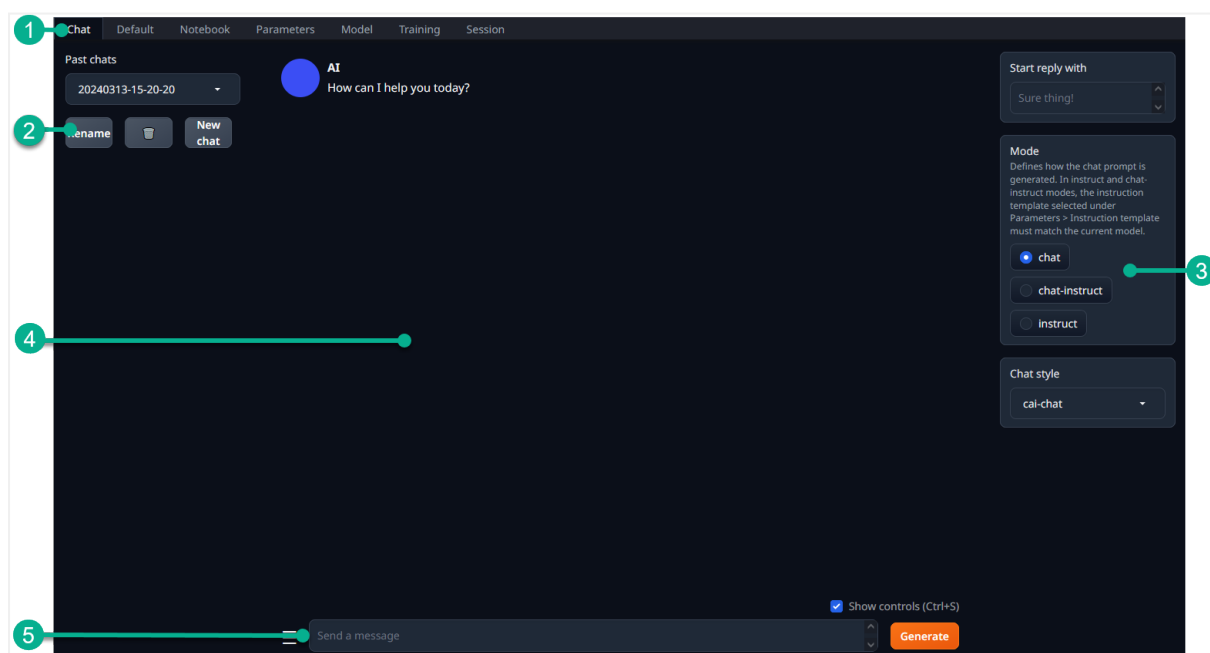 1
Chat Default Notebook Parameters Model Training Session
Past chats
20240313-15-20-20
2
ename
New
chat
AI
How can I help you today?
Start reply with
Sure thing!
Mode
Defines how the chat prompt is
generated. In instruct and chat-
instruct modes, the instruction
template selected under
Parameters > Instruction template
must match the current model.
chat
chat-instruct
instruct
3
4
Chat style
cai-chat
Show controls (Ctrl+S)
5
Send a message
Generate